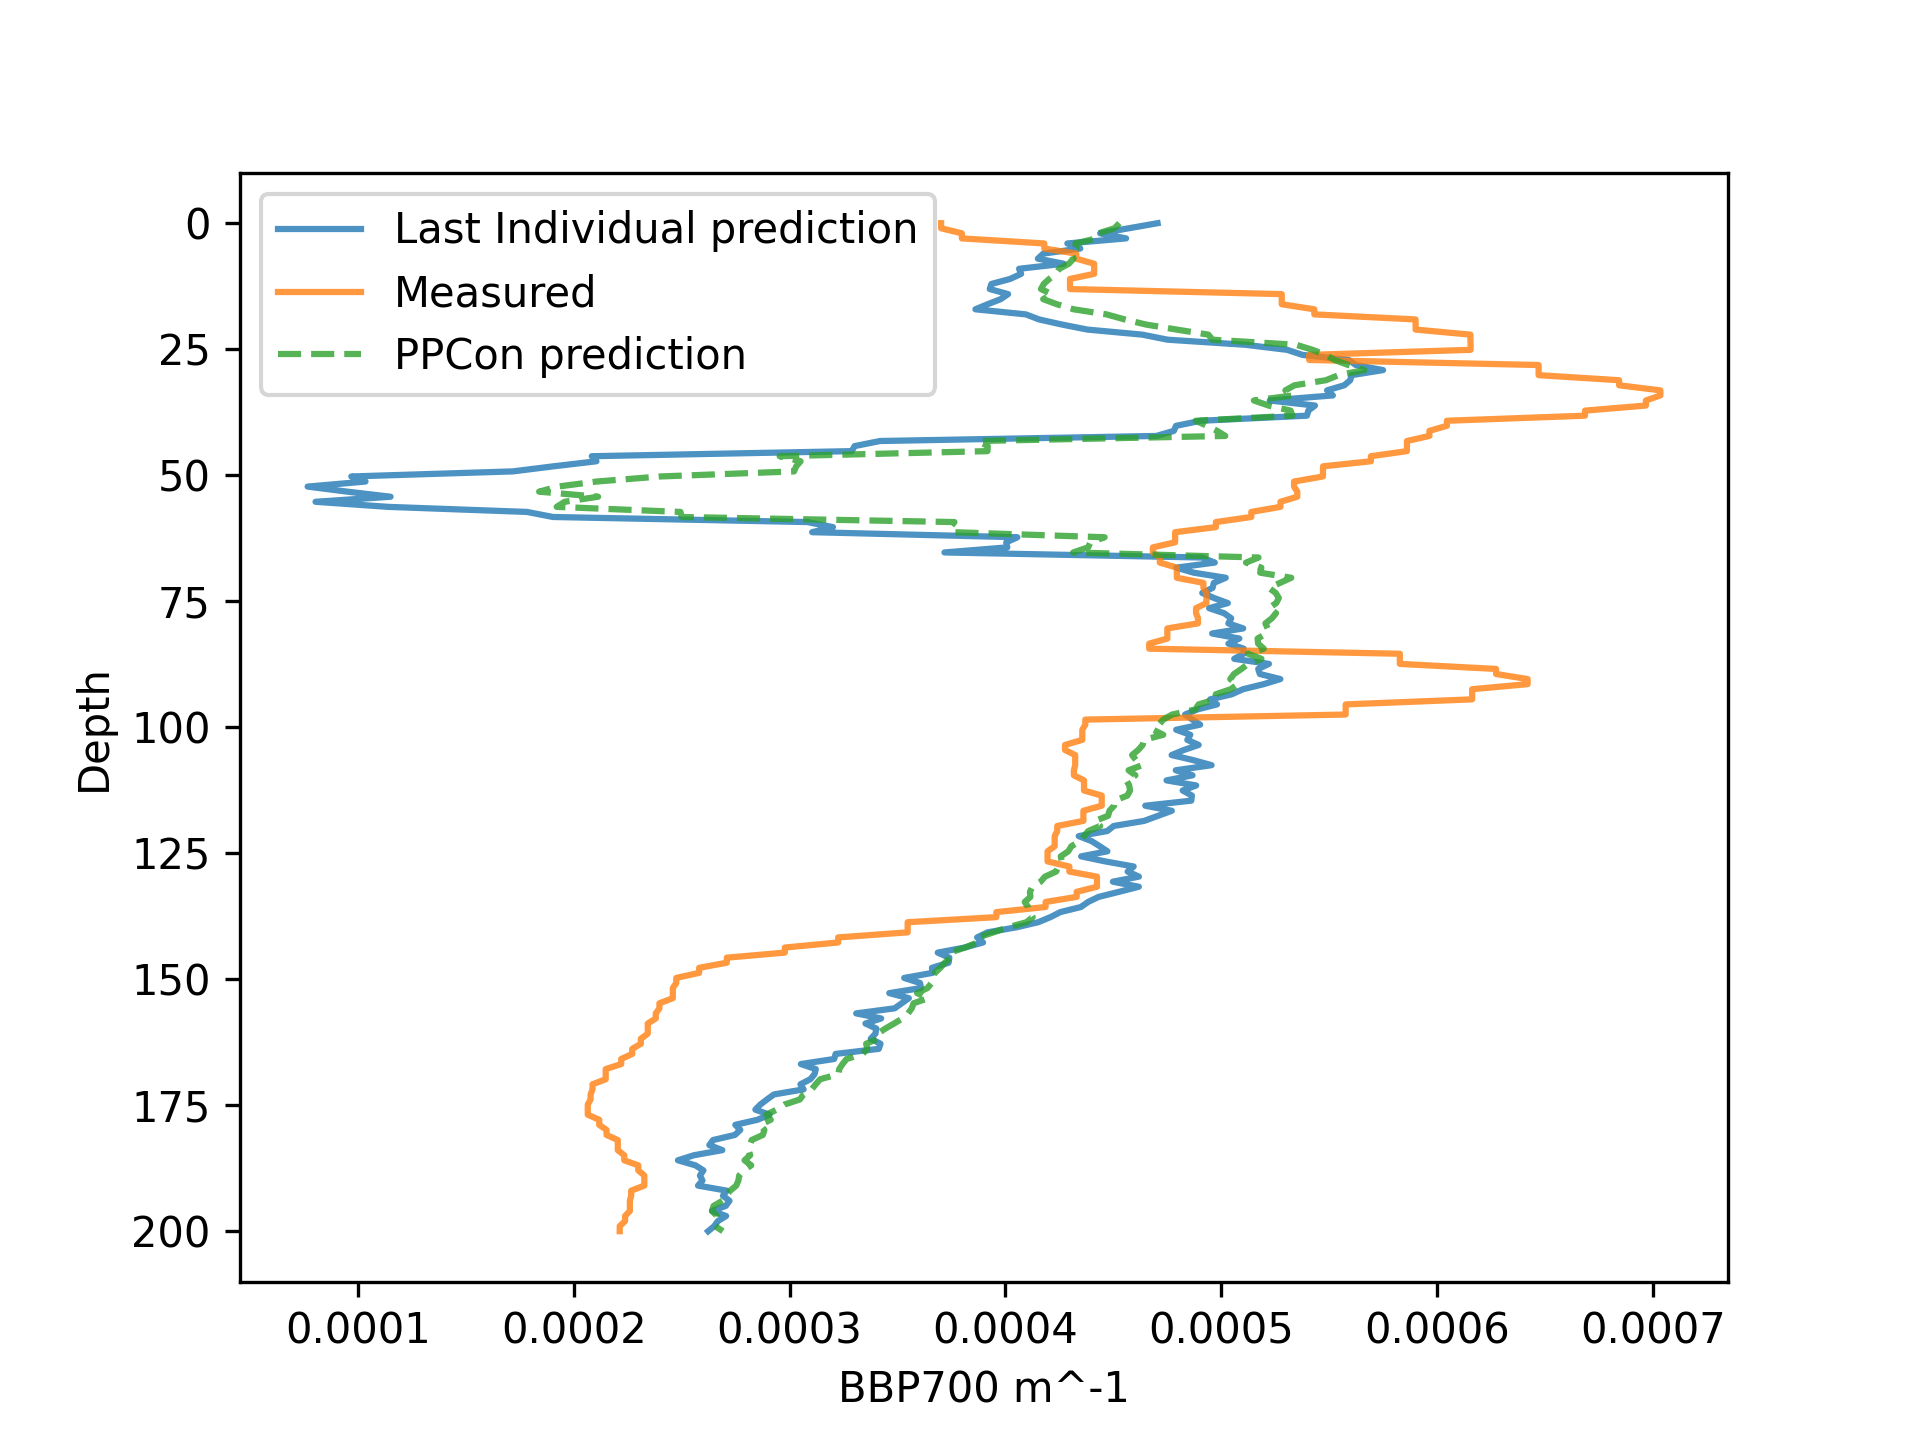 Last Individual prediction
Measured
PPCon prediction
0
25
50
75
100
125
150
175
200
Depth
0.0001 0.0002 0.0003 0.0004 0.0005 0.0006 0.0007
BBP700 m^-1